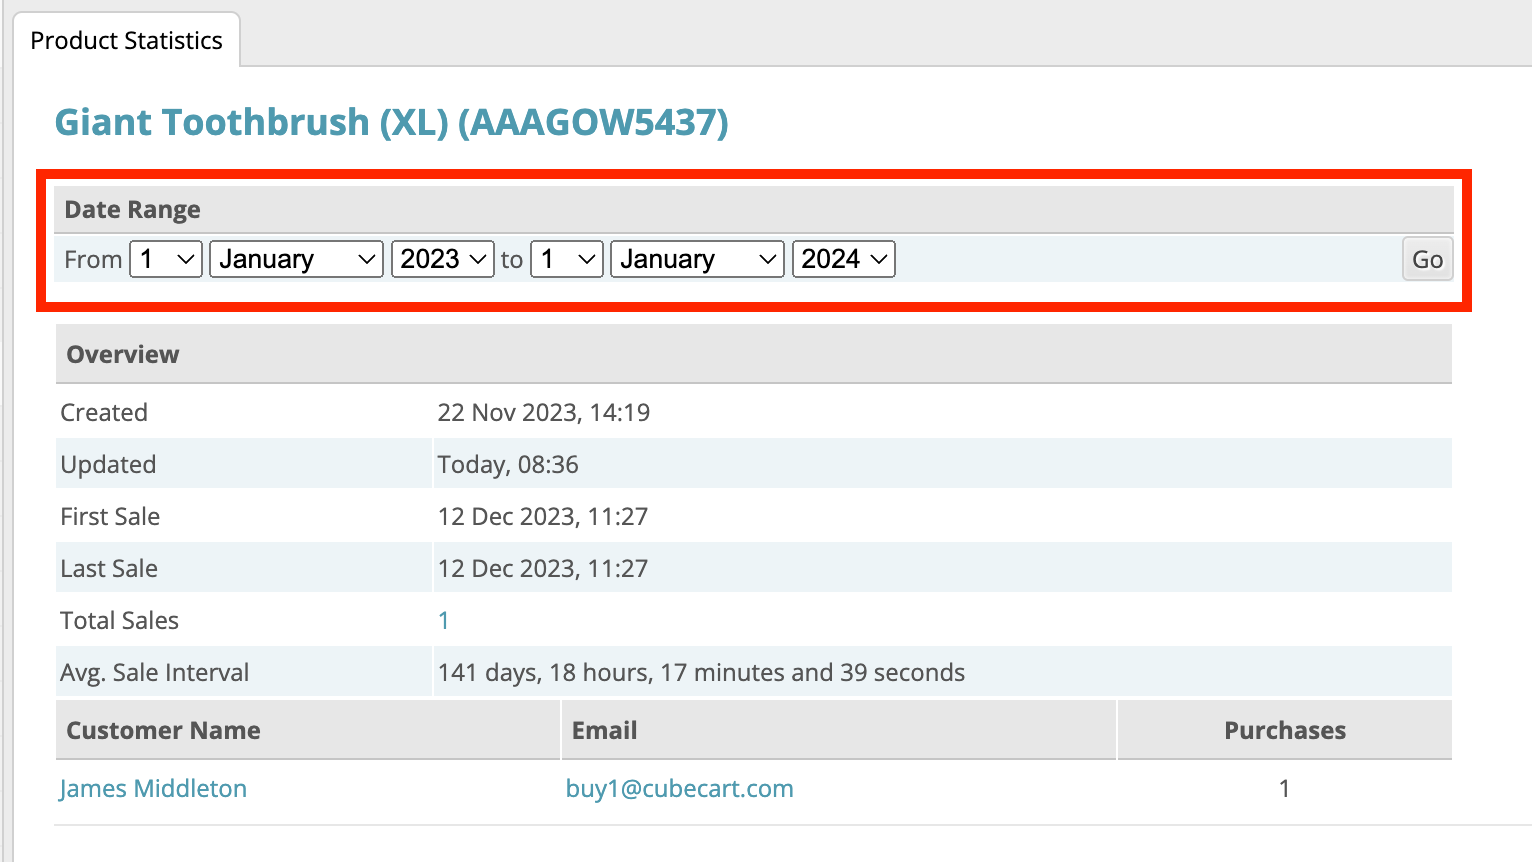 Product Statistics
Giant Toothbrush (XL) (AAAGOW5437)
Date Range
From 1 January 2023 to 1 January 2024 Go
Overview
Created 22 Nov 2023, 14:19
Updated Today, 08:36
First Sale 12 Dec 2023, 11:27
Last Sale 12 Dec 2023, 11:27
Total Sales 1
Avg. Sale Interval 141 days, 18 hours, 17 minutes and 39 seconds
Customer Name Email Purchases
James Middleton buy1@cubecart.com 1